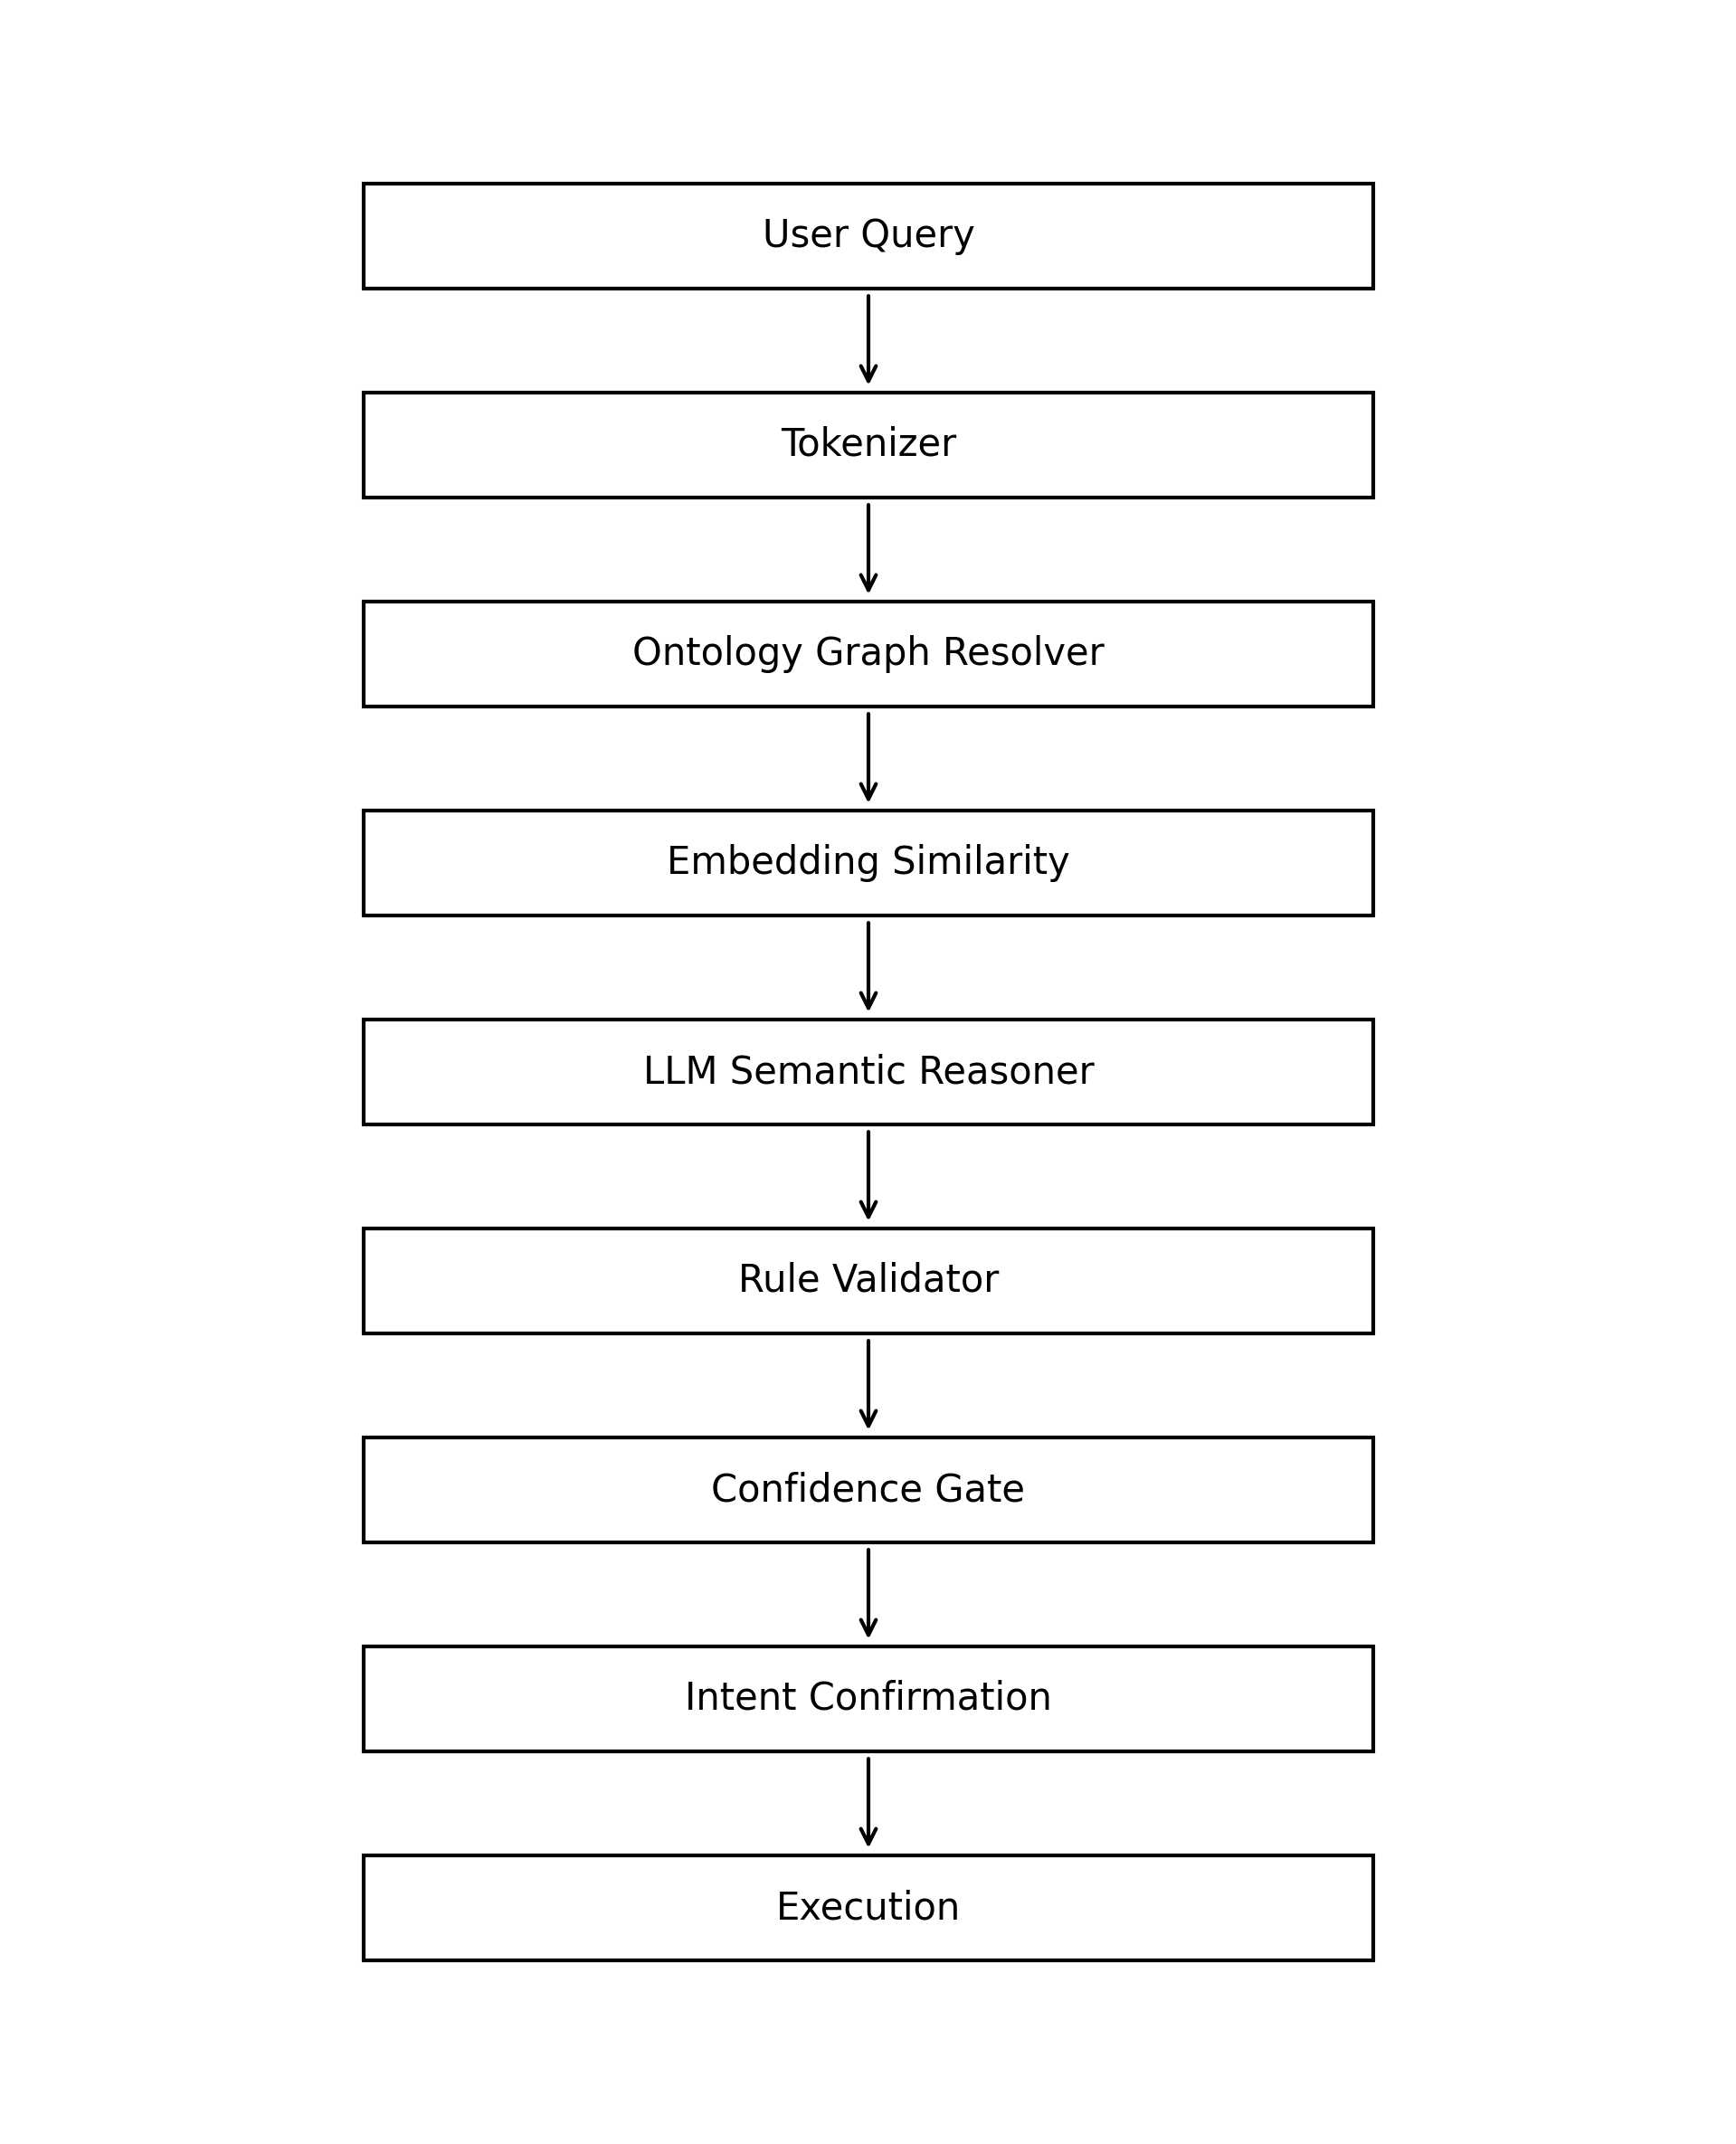 User Query
Tokenizer
Ontology Graph Resolver
Embedding Similarity
LLM Semantic Reasoner
Rule Validator
Confidence Gate
Intent Confirmation
Execution